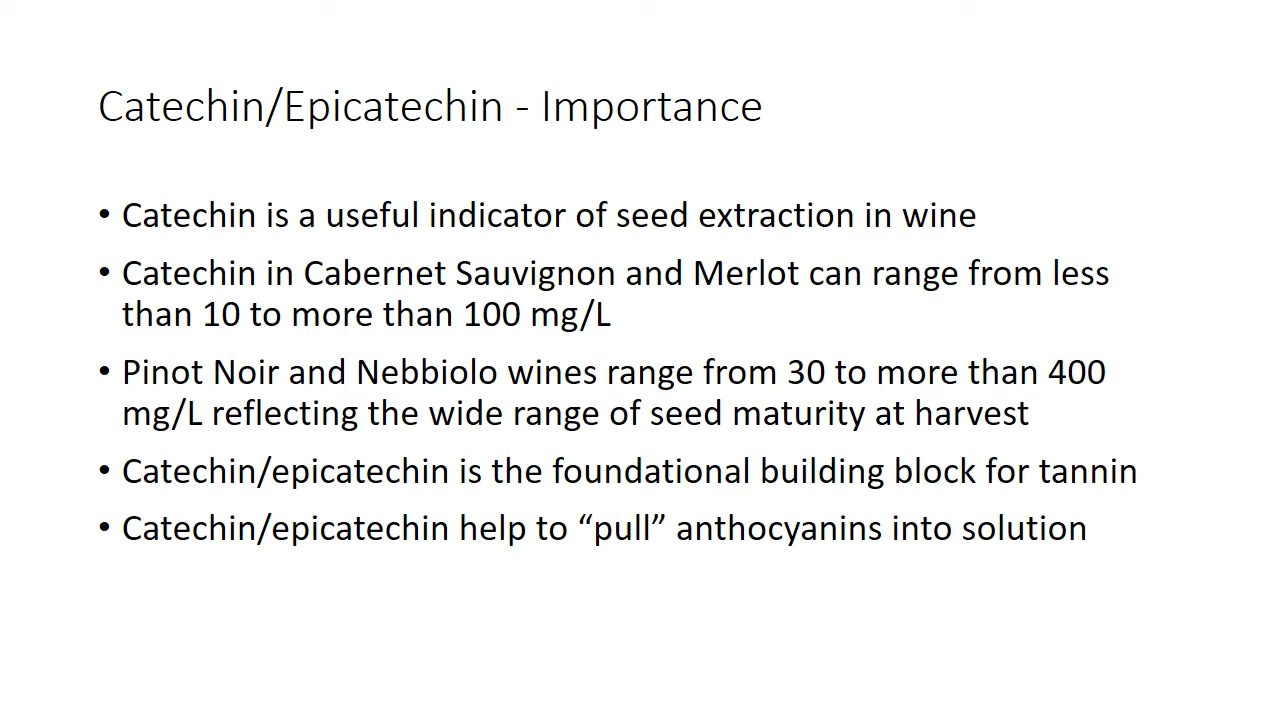 Catechin/Epicatechin - Importance
• Catechin is a useful indicator of seed extraction in wine
• Catechin in Cabernet Sauvignon and Merlot can range from less
than 10 to more than 100 mg/L
• Pinot Noir and Nebbiolo wines range from 30 to more than 400
mg/L reflecting the wide range of seed maturity at harvest
• Catechin/epicatechin is the foundational building block for tannin
• Catechin/epicatechin help to “pull” anthocyanins into solution